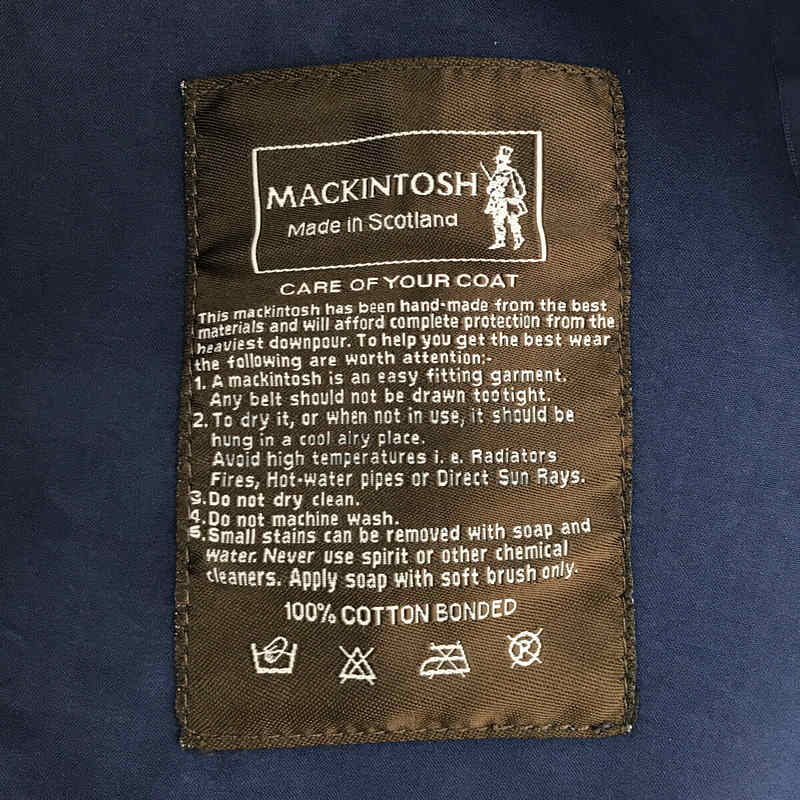 MACKINTOSH
Made in Scotland
CARE OF YOUR COAT
This mackintosh has been hand-made from the best
materials and will afford complete protection from the
heaviest downpour. To help you get the best wear
the following are worth attention:-
1. A mackintosh is an easy fitting garment.
Any belt should not be drawn too tight.
2. To dry it, or when not in use, it should be
hung in a cool airy place.
Avoid high temperatures i. e. Radiators
Fires, Hot-water pipes or Direct Sun Rays.
3. Do not dry clean.
4. Do not machine wash.
5. Small stains can be removed with soap and
water. Never use spirit or other chemical
cleaners. Apply soap with soft brush only.
100% COTTON BONDED
P